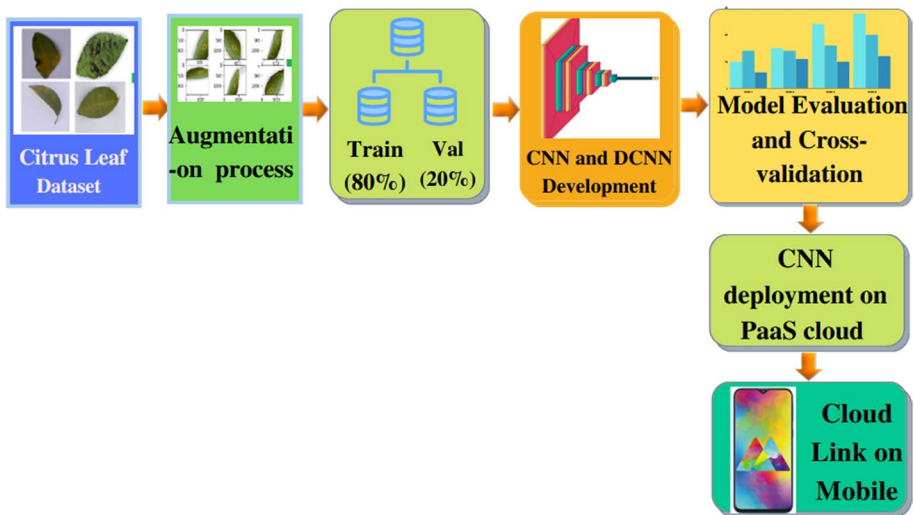 Citrus Leaf
Dataset
Augmentati
-on process
Train
(80%)
Val
(20%)
CNN and DCNN
Development
Model Evaluation
and Cross-
validation
CNN
deployment on
PaaS cloud
Cloud
Link on
Mobile